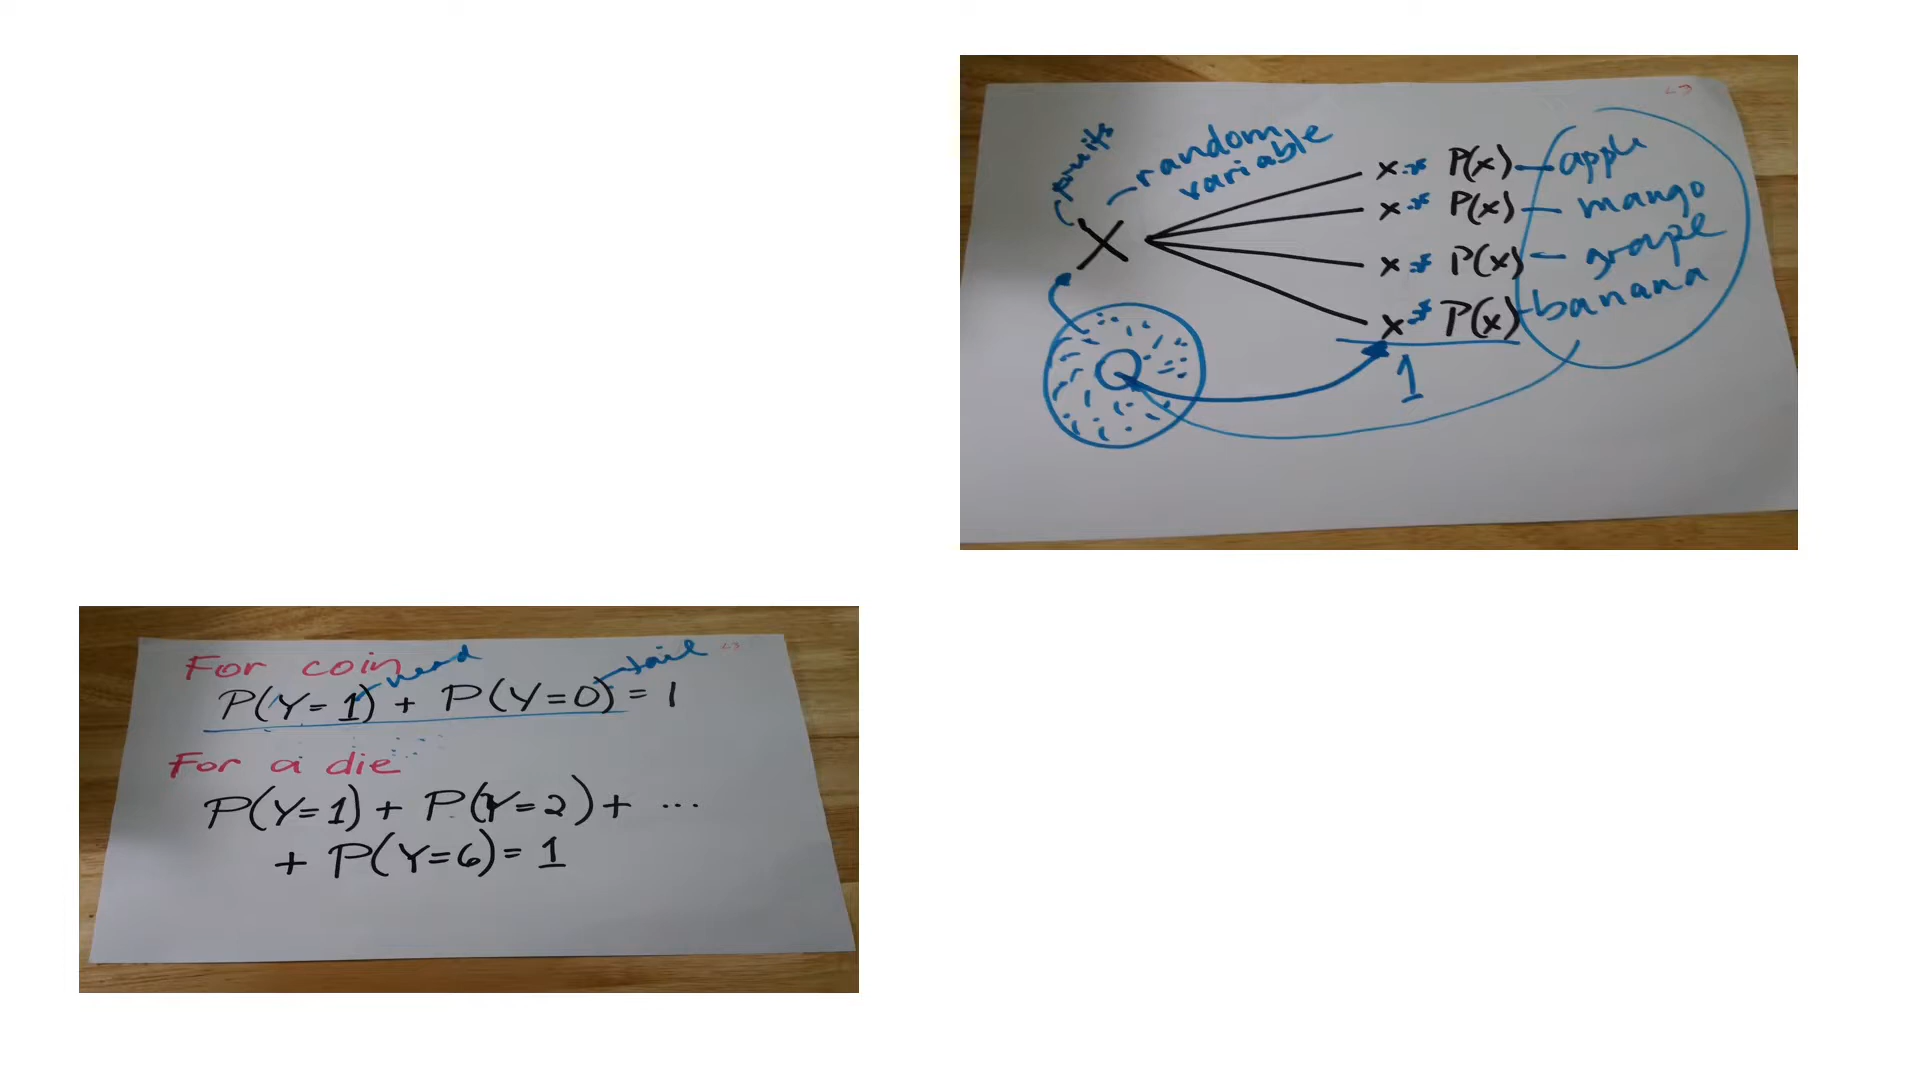 fruits
random
variable
X
x * P(x) — apple
x * P(x) — mango
x * P(x) — grape
x * P(x) — banana
1
For coin
head
tail
P(Y=1) + P(Y=0) = 1
For a die
P(Y=1) + P(Y=2) + ...
+ P(Y=6) = 1